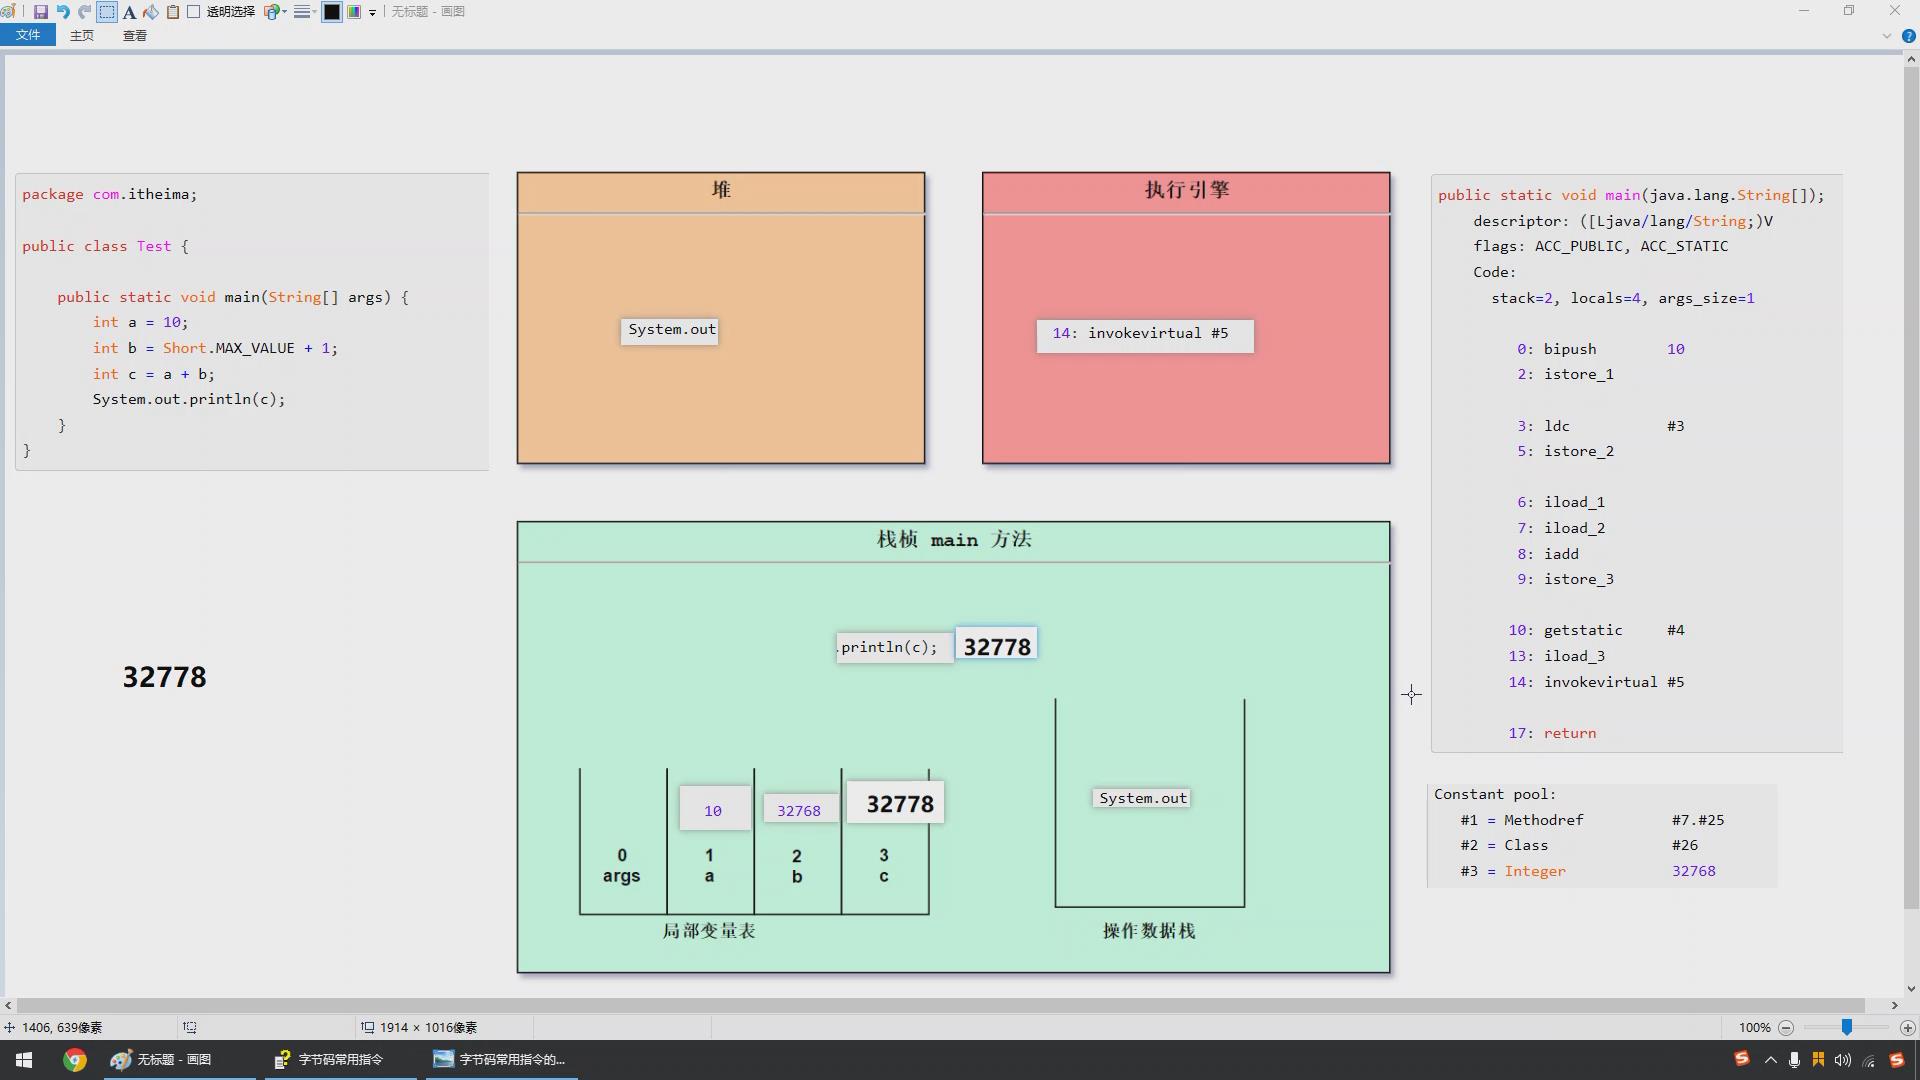 透明选择
无标题 - 画图
文件
主页
查看
package com.itheima;
public class Test {
public static void main(String[] args) {
int a = 10;
int b = Short.MAX_VALUE + 1;
int c = a + b;
System.out.println(c);
}
}
32778
堆
System.out
执行引擎
14: invokevirtual #5
栈桢 main 方法
.println(c);
32778
10
32768
32778
0
1
2
3
args
a
b
c
局部变量表
System.out
操作数据栈
public static void main(java.lang.String[]);
descriptor: ([Ljava/lang/String;)V
flags: ACC_PUBLIC, ACC_STATIC
Code:
stack=2, locals=4, args_size=1
0: bipush 10
2: istore_1
3: ldc #3
5: istore_2
6: iload_1
7: iload_2
8: iadd
9: istore_3
10: getstatic #4
13: iload_3
14: invokevirtual #5
17: return
Constant pool:
#1 = Methodref #7.#25
#2 = Class #26
#3 = Integer 32768
1406, 639像素
1914 × 1016像素
100%
无标题 - 画图
字节码常用指令
字节码常用指令的...